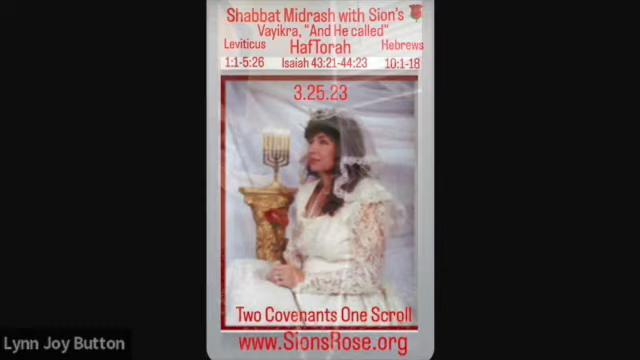 Shabbat Midrash with Sion's
Vayikra, "And He called"
Leviticus HafTorah Hebrews
1:1-5:26 Isaiah 43:21-44:23 10:1-18
3.25.23
Two Covenants One Scroll
www.SionsRose.org
Lynn Joy Button